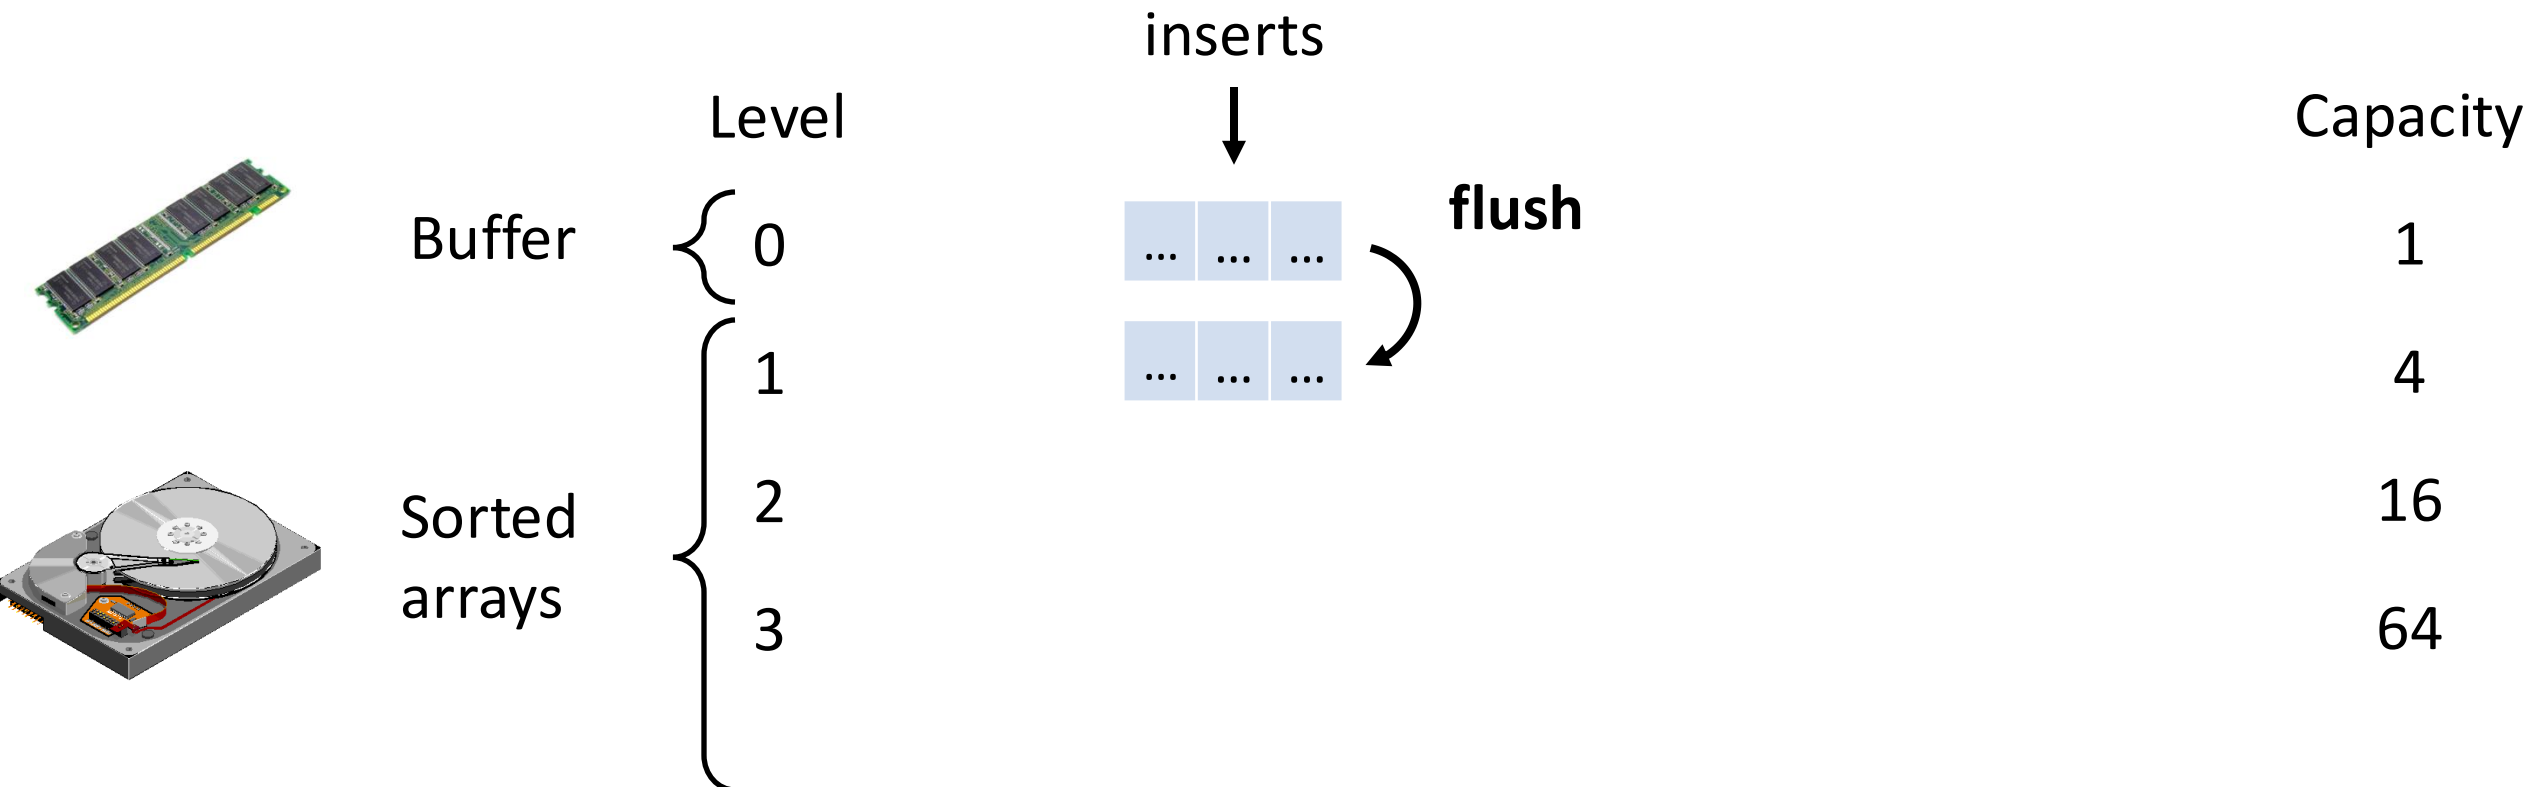 inserts
Level Capacity
Buffer 0 ... ... ... flush 1
1 ... ... ... 4
Sorted arrays 2 16
3 64